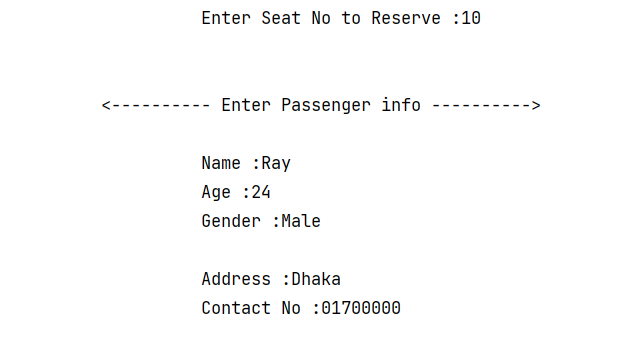 Enter Seat No to Reserve :10
<---------- Enter Passenger info ---------->
Name :Ray
Age :24
Gender :Male
Address :Dhaka
Contact No :01700000